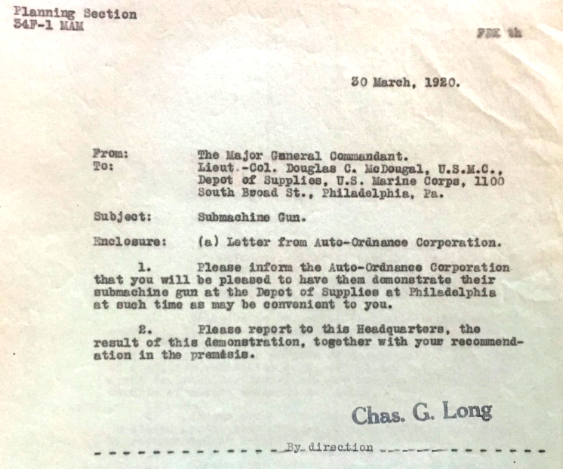 Planning Section
34F-1 MAM
30 March, 1920.
From: The Major General Commandant.
To: Lieut.-Col. Douglas C. McDougal, U.S.M.C.,
Depot of Supplies, U.S. Marine Corps, 1100
South Broad St., Philadelphia, Pa.
Subject: Submachine Gun.
Enclosure: (a) Letter from Auto-Ordnance Corporation.
1. Please inform the Auto-Ordnance Corporation
that you will be pleased to have them demonstrate their
submachine gun at the Depot of Supplies at Philadelphia
at such time as may be convenient to you.
2. Please report to this Headquarters, the
result of this demonstration, together with your recommend-
ation in the premisis.
Chas. G. Long
By direction